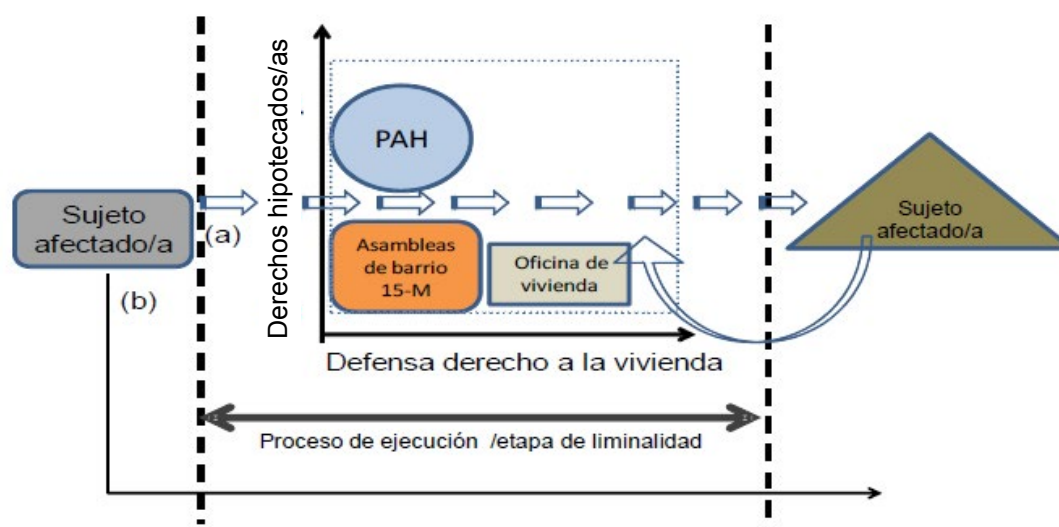 Derechos hipotecados/as
PAH
Sujeto
afectado/a
(a)
(b)
Asambleas
de barrio
15-M
Oficina de
vivienda
Sujeto
afectado/a
Defensa derecho a la vivienda
Proceso de ejecución /etapa de liminalidad